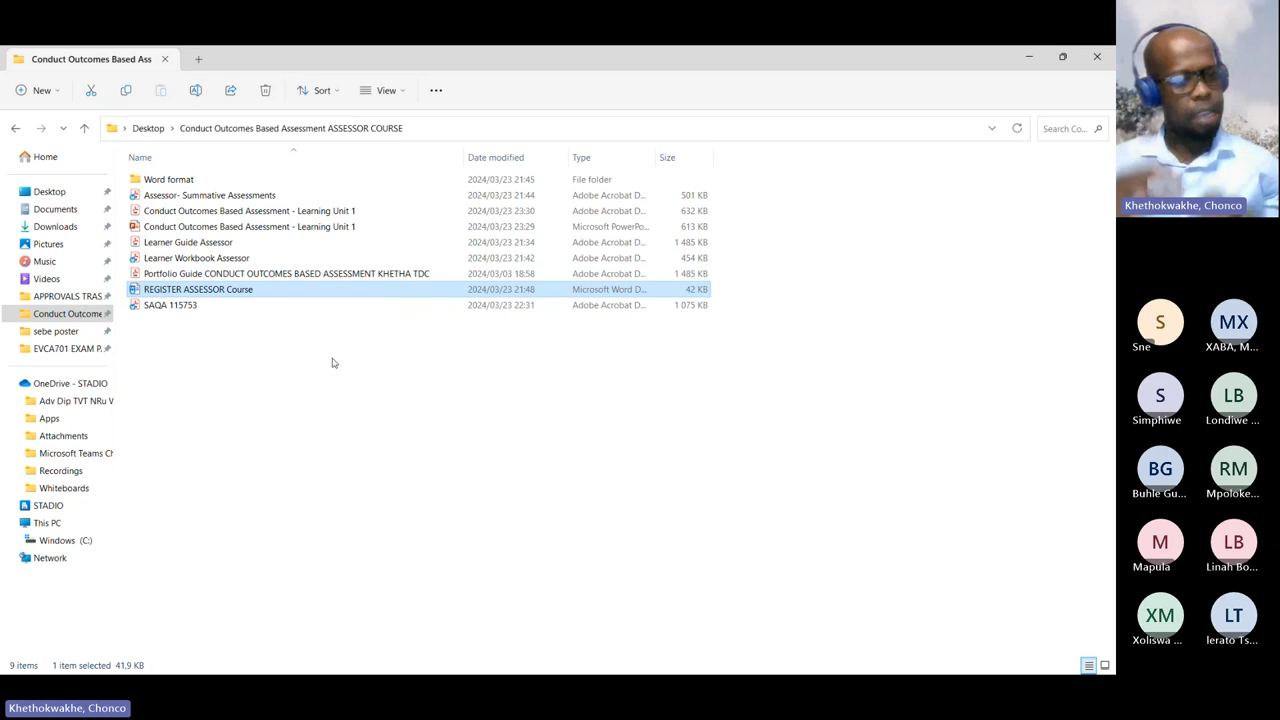 Conduct Outcomes Based Ass
New
Sort
View
Desktop > Conduct Outcomes Based Assessment ASSESSOR COURSE
Search Co...
Name Date modified Type Size
Word format 2024/03/23 21:45 File folder
Assessor- Summative Assessments 2024/03/23 21:44 Adobe Acrobat D... 501 KB
Conduct Outcomes Based Assessment - Learning Unit 1 2024/03/23 23:30 Adobe Acrobat D... 632 KB
Conduct Outcomes Based Assessment - Learning Unit 1 2024/03/23 23:29 Microsoft PowerPo... 613 KB
Learner Guide Assessor 2024/03/23 21:34 Adobe Acrobat D... 1 485 KB
Learner Workbook Assessor 2024/03/23 21:42 Adobe Acrobat D... 454 KB
Portfolio Guide CONDUCT OUTCOMES BASED ASSESSMENT KHETHA TDC 2024/03/03 18:58 Adobe Acrobat D... 1 485 KB
REGISTER ASSESSOR Course 2024/03/23 21:48 Microsoft Word D... 42 KB
SAQA 115753 2024/03/23 22:31 Adobe Acrobat D... 1 075 KB
Home
Desktop
Documents
Downloads
Pictures
Music
Videos
APPROVALS TRAS
Conduct Outcome
sebe poster
EVCA701 EXAM P.
OneDrive - STADIO
Adv Dip TVT NRu V
Apps
Attachments
Microsoft Teams Ch
Recordings
Whiteboards
STADIO
This PC
Windows (C:)
Network
9 items 1 item selected 41,9 KB
Khethokwakhe, Chonco
Khethokwakhe, Chonco
S MX
Sne XABA, M...
S LB
Simphiwe Londiwe ...
BG RM
Buhle Gu... Mpoloke...
M LB
Mapula Linah Bo...
XM LT
Xoliswa ... lerato Ts...